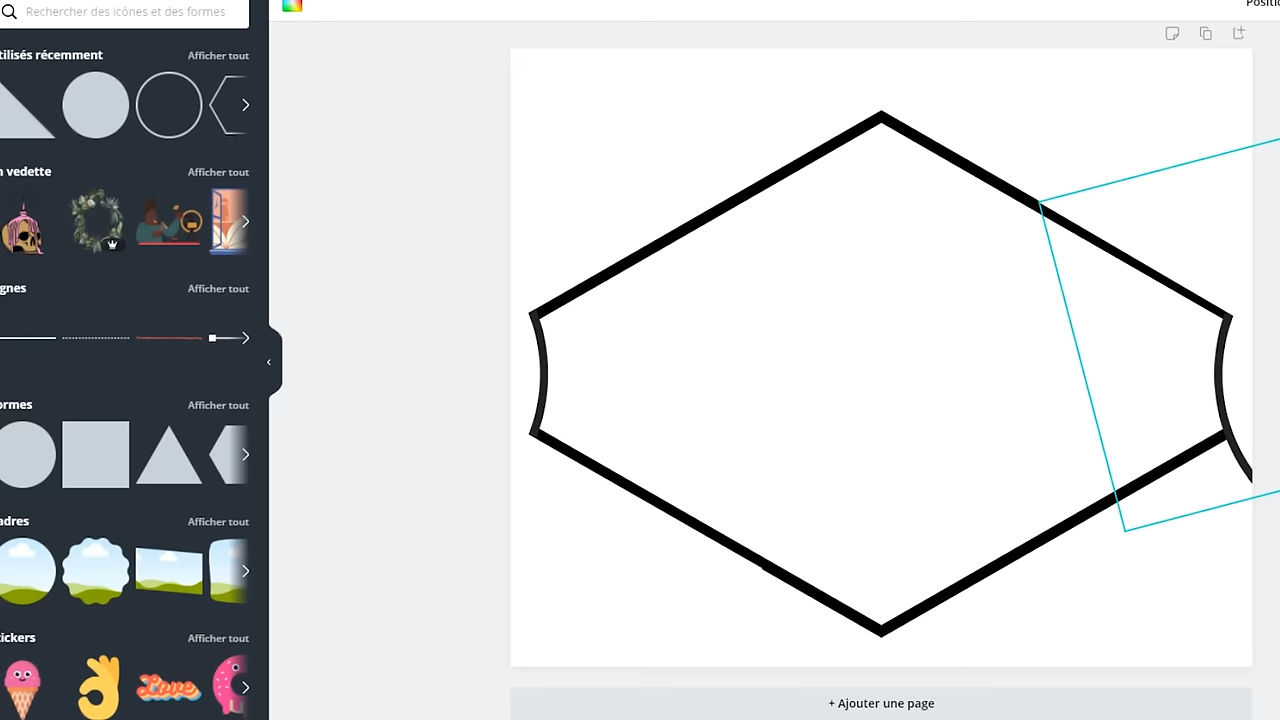 Rechercher des icônes et des formes
Positio
tilisés récemment Afficher tout
n vedette Afficher tout
gnes Afficher tout
ormes Afficher tout
adres Afficher tout
ickers Afficher tout
Love
+ Ajouter une page